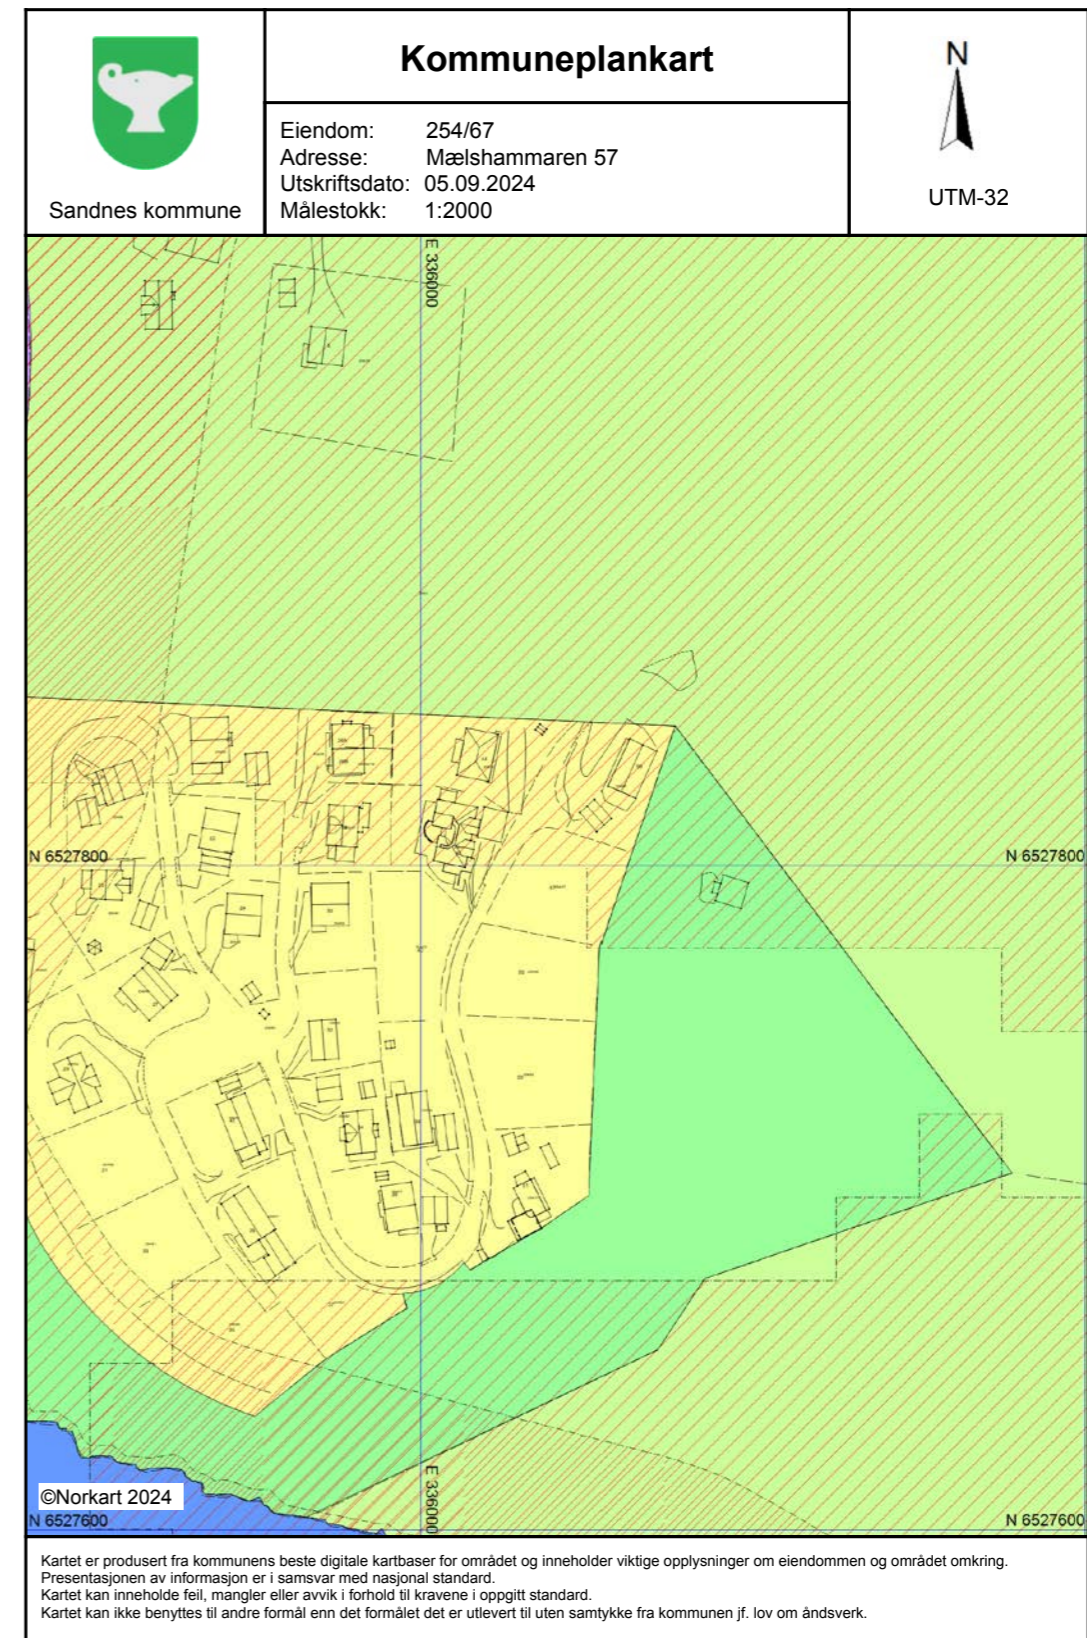 Kommuneplankart
Eiendom: 254/67
Adresse: Mælshammaren 57
Utskriftsdato: 05.09.2024
Målestokk: 1:2000
Sandnes kommune
N
UTM-32
E 336000
N 6527800
N 6527800
©Norkart 2024
E 336000
N 6527600
N 6527600
Kartet er produsert fra kommunens beste digitale kartbaser for området og inneholder viktige opplysninger om eiendommen og området omkring.
Presentasjonen av informasjon er i samsvar med nasjonal standard.
Kartet kan inneholde feil, mangler eller avvik i forhold til kravene i oppgitt standard.
Kartet kan ikke benyttes til andre formål enn det formålet det er utlevert til uten samtykke fra kommunen jf. lov om åndsverk.